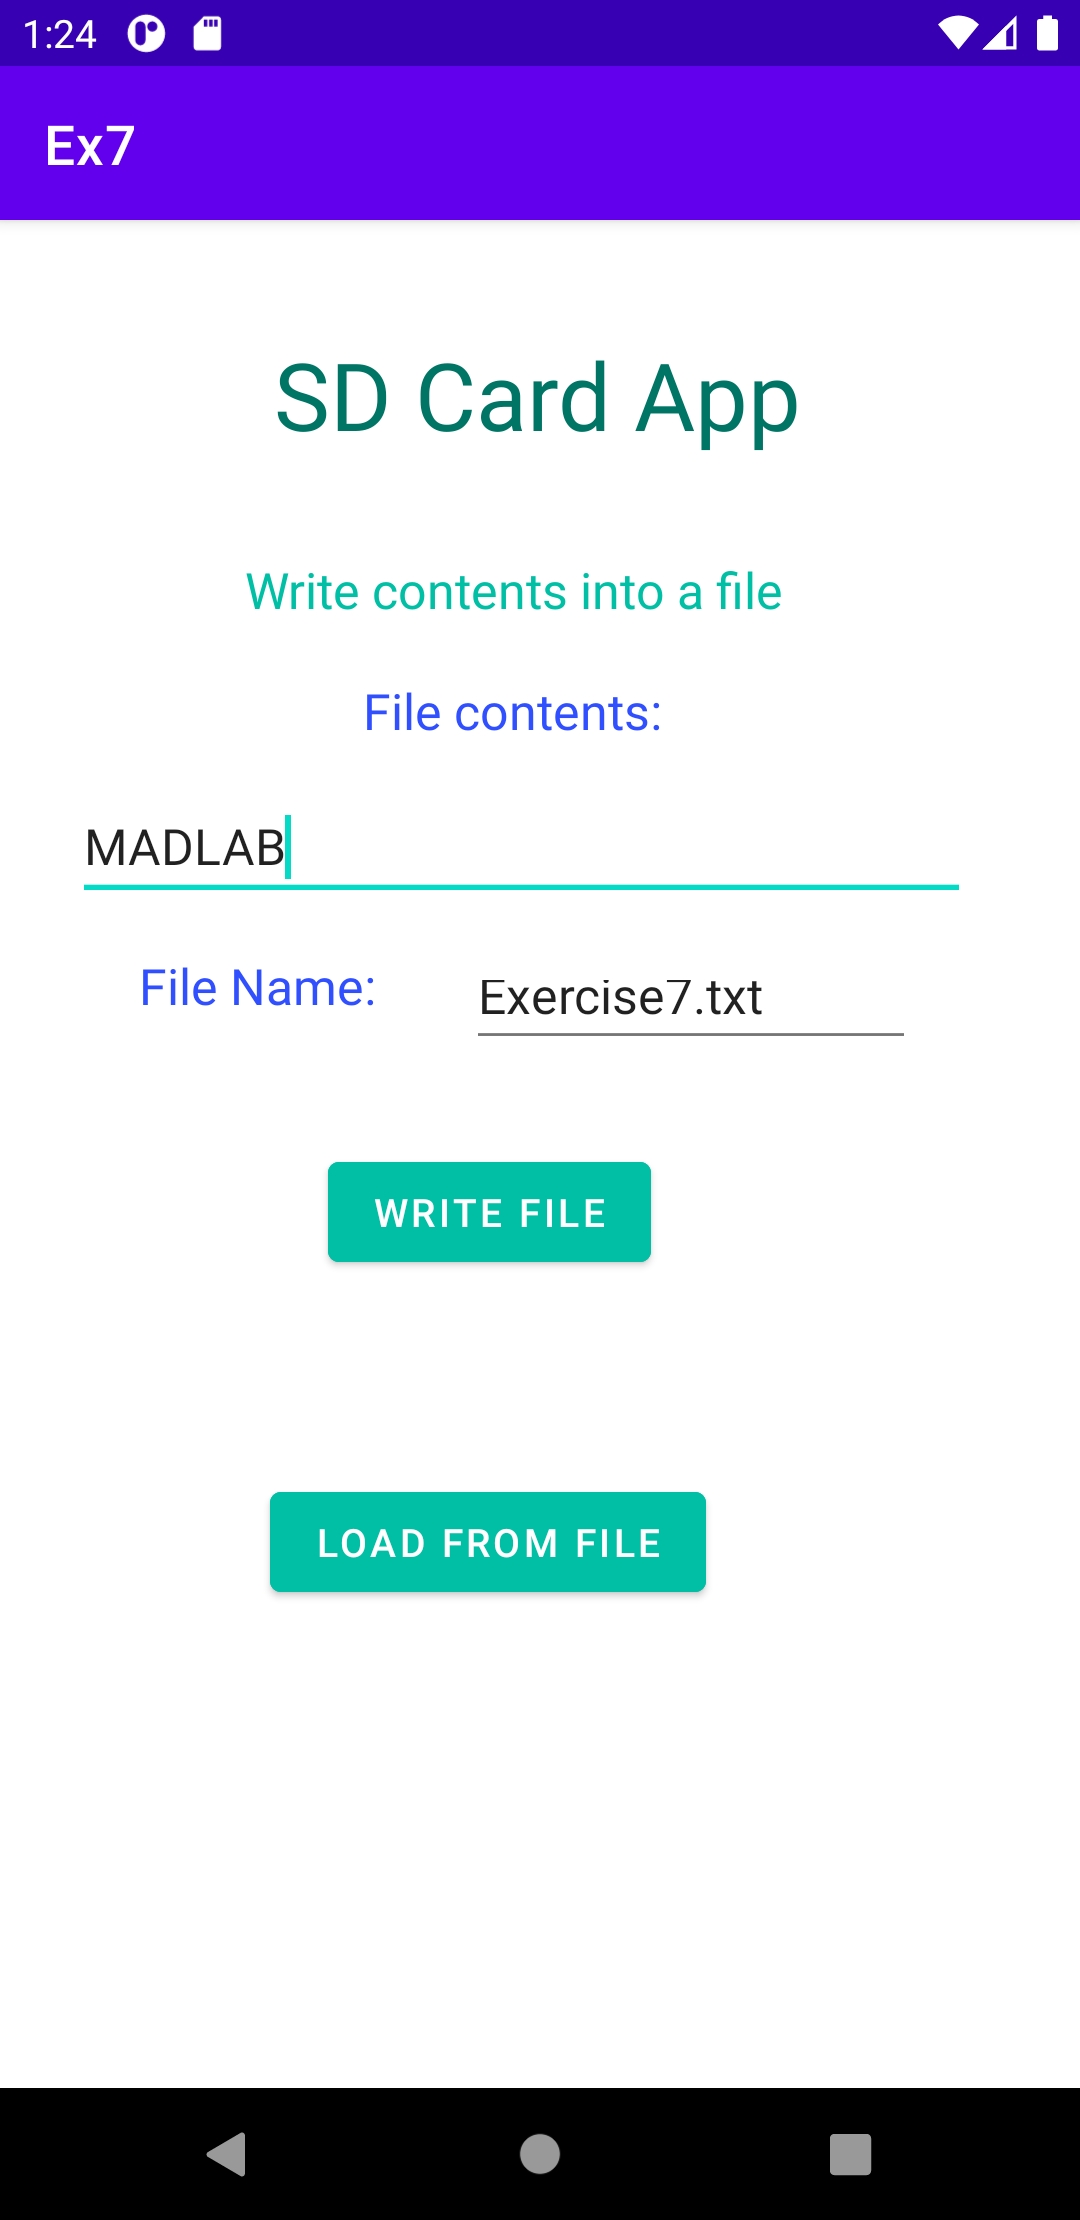 1:24
Ex7
SD Card App
Write contents into a file
File contents:
MADLAB
File Name: Exercise7.txt
WRITE FILE
LOAD FROM FILE